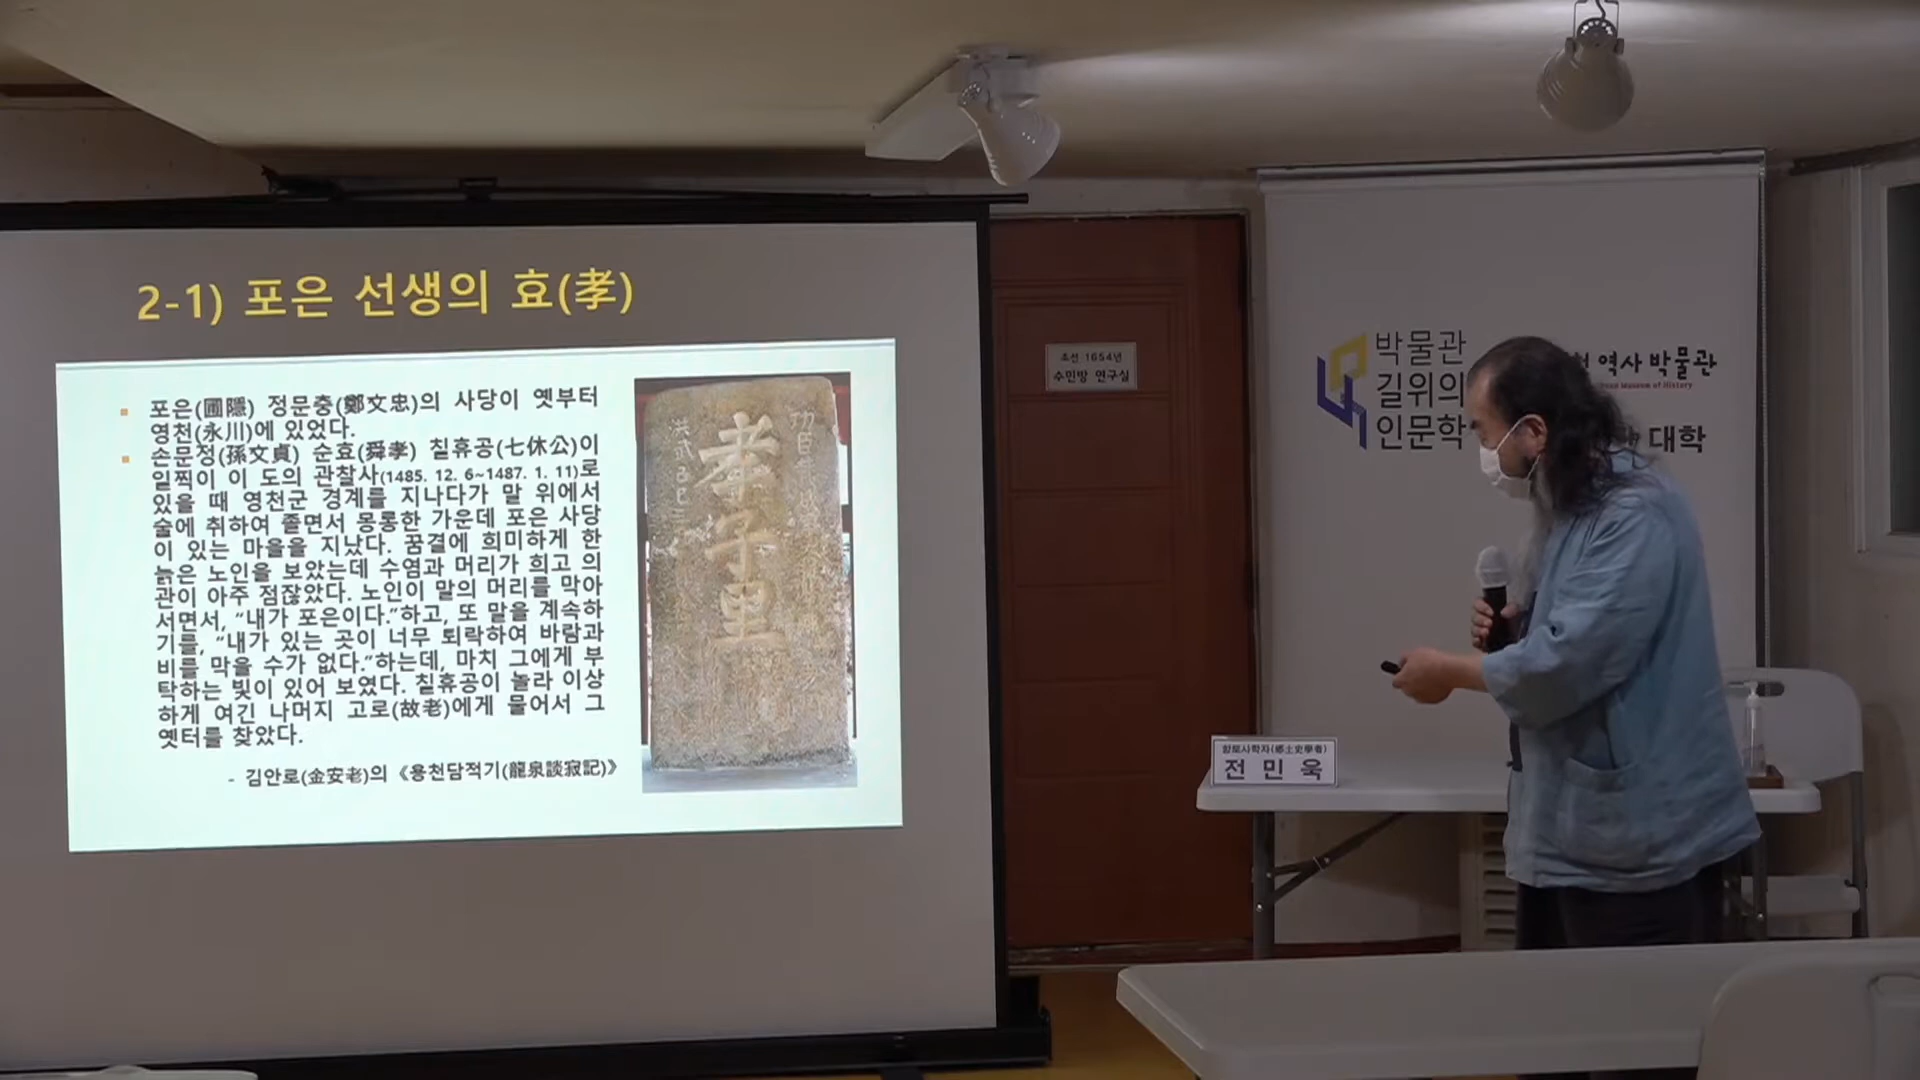 2-1) 포은 선생의 효(孝)
포은(圃隱) 정문충(鄭文忠)의 사당이 옛부터
영천(永川)에 있었다.
손문정(孫文貞) 순효(舜孝) 칠휴공(七休公)이
일찍이 이 도의 관찰사(1485. 12. 6~1487. 1. 11)로
있을 때 영천군 경계를 지나다가 말 위에서
술에 취하여 졸면서 몽롱한 가운데 포은 사당
이 있는 마을을 지났다. 꿈결에 희미하게 한
늙은 노인을 보았는데 수염과 머리가 희고 의
관이 아주 점잖았다. 노인이 말의 머리를 막아
서면서, “내가 포은이다.”하고, 또 말을 계속하
기를, “내가 있는 곳이 너무 퇴락하여 바람과
비를 막을 수가 없다.”하는데, 마치 그에게 부
탁하는 빛이 있어 보였다. 칠휴공이 놀라 이상
하게 여긴 나머지 고로(故老)에게 물어서 그
옛터를 찾았다.
- 김안로(金安老)의 《용천담적기(龍泉談寂記)》
孝子里
洪武己巳
功臣
조선 1654년
수민방 연구실
박물관
길위의
인문학
역사 박물관
Museum of History
대학
향토사학자(鄕土史學者)
전 민 욱